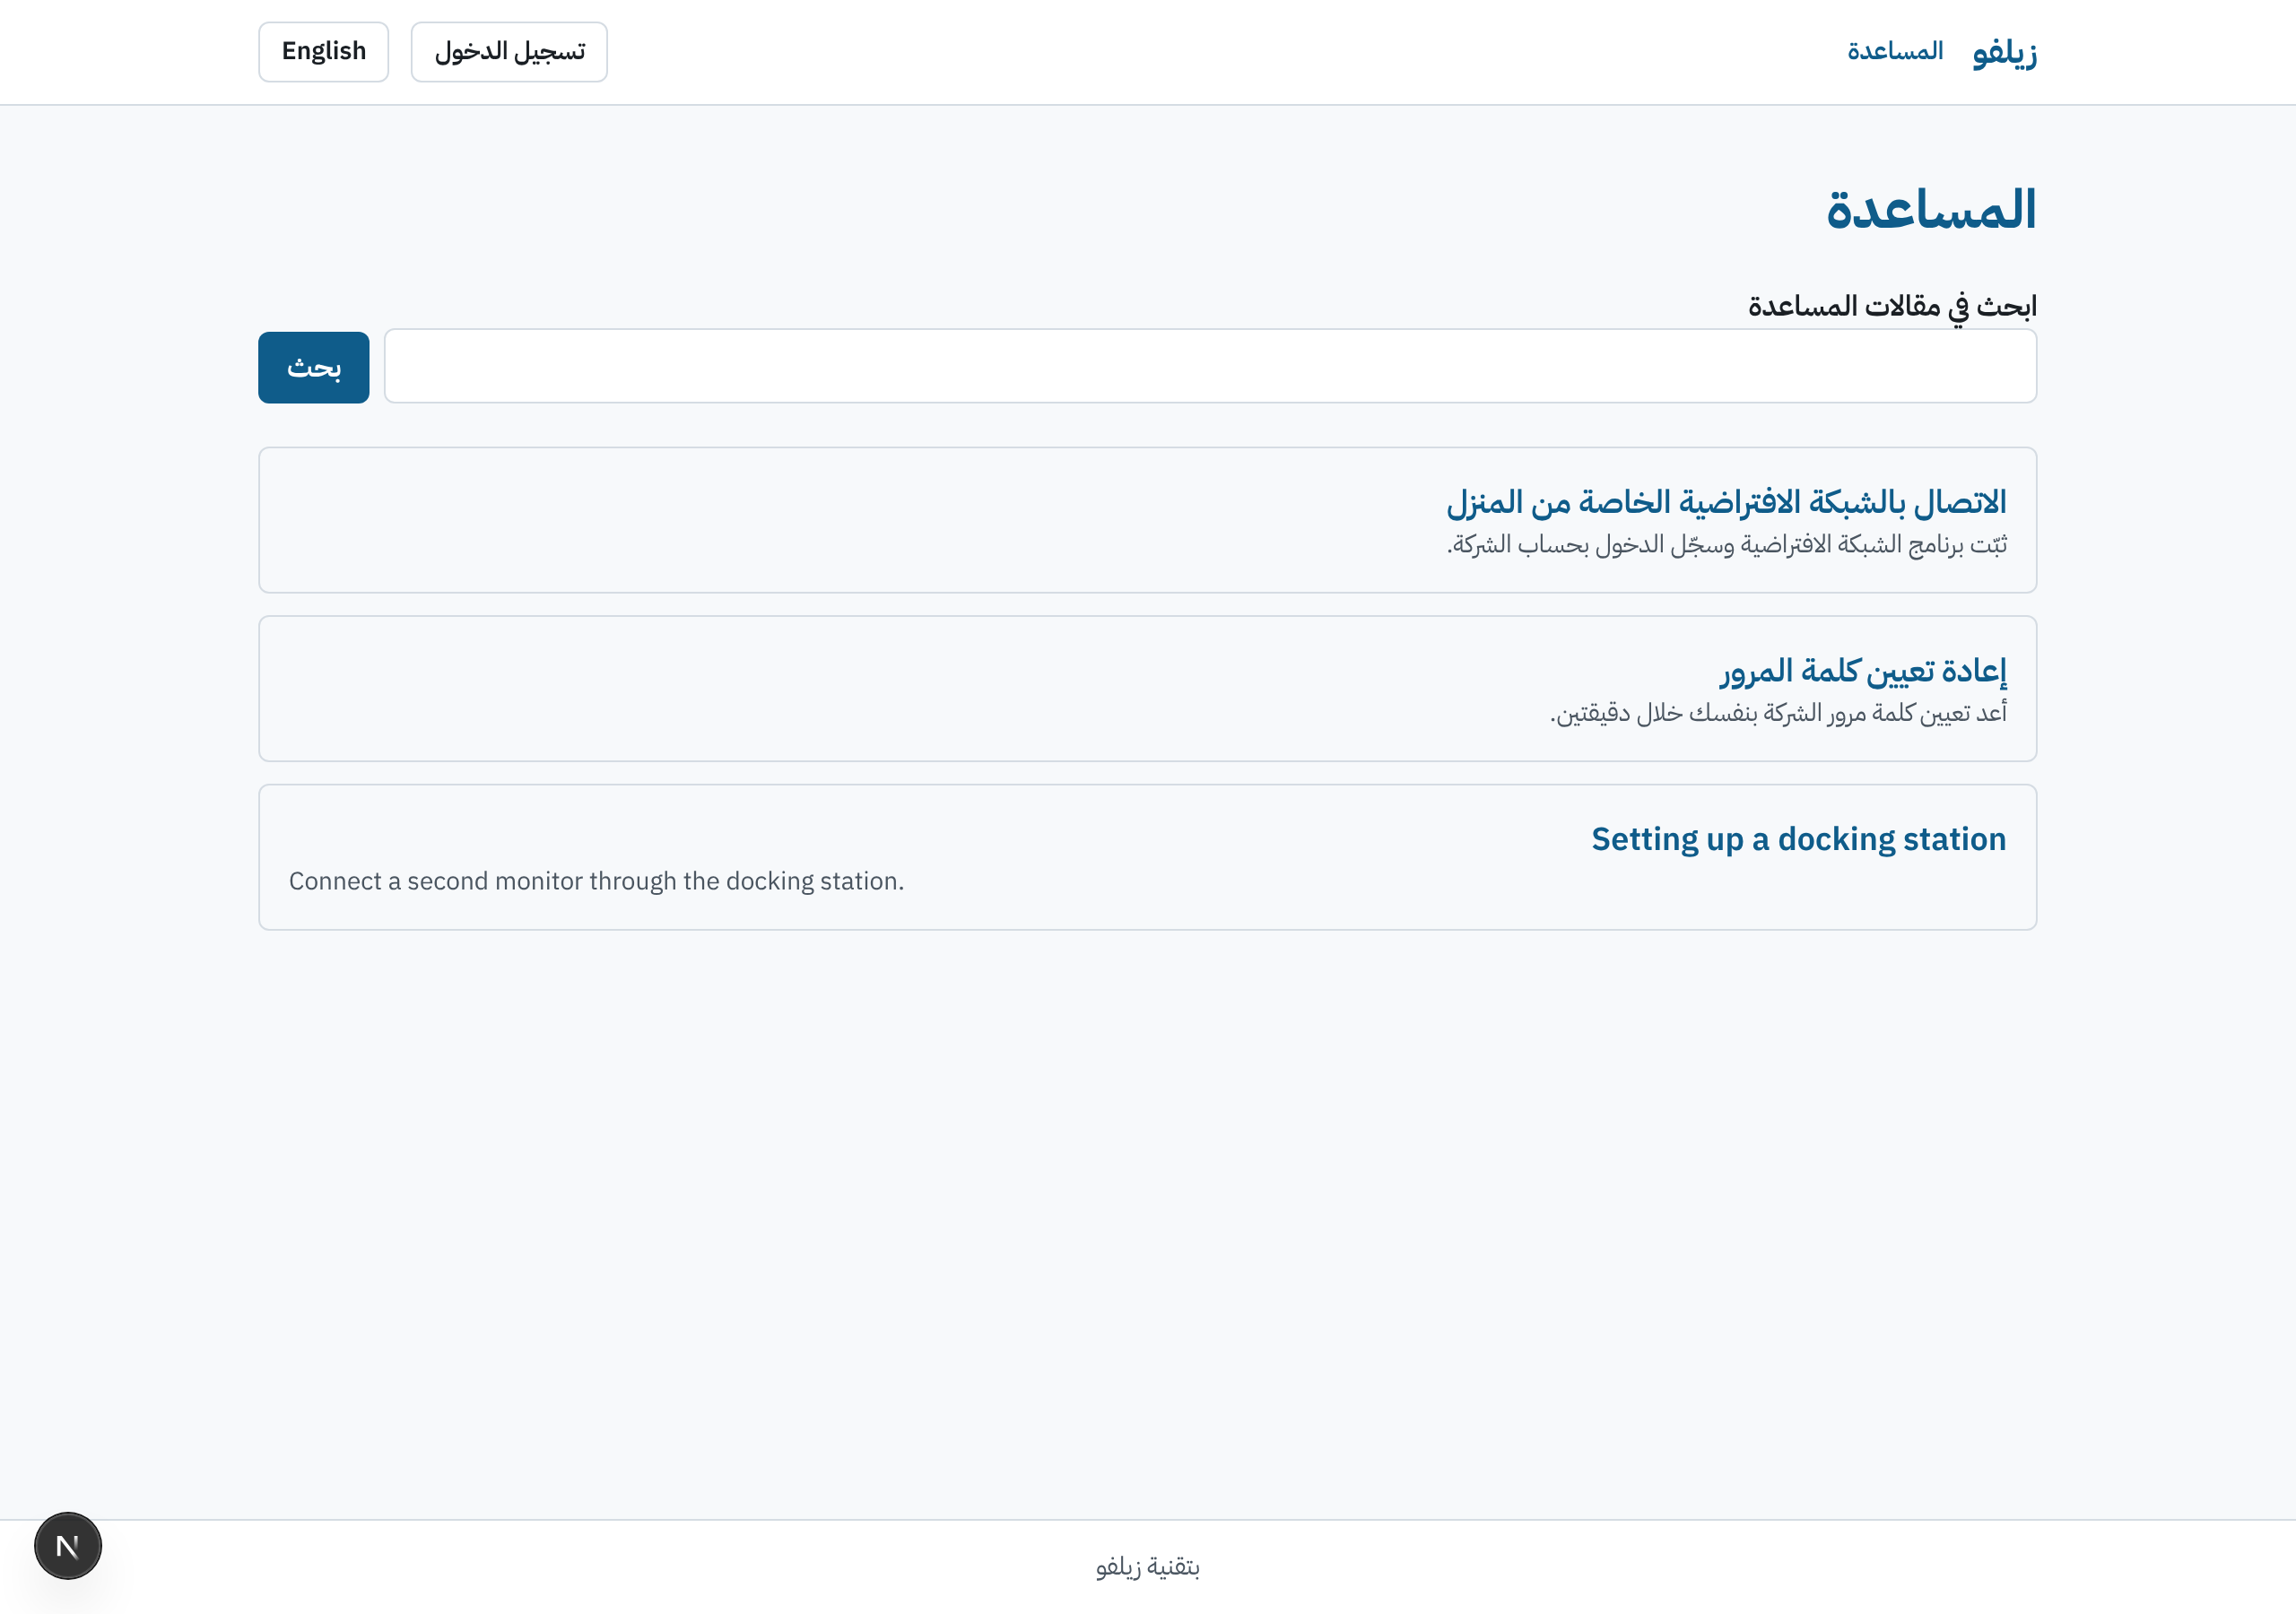 زيلفو
المساعدة
تسجيل الدخول
English
المساعدة
ابحث في مقالات المساعدة
بحث
الاتصال بالشبكة الافتراضية الخاصة من المنزل
ثبّت برنامج الشبكة الافتراضية وسجّل الدخول بحساب الشركة.
إعادة تعيين كلمة المرور
أعد تعيين كلمة مرور الشركة بنفسك خلال دقيقتين.
Setting up a docking station
Connect a second monitor through the docking station.
N
بتقنية زيلفو